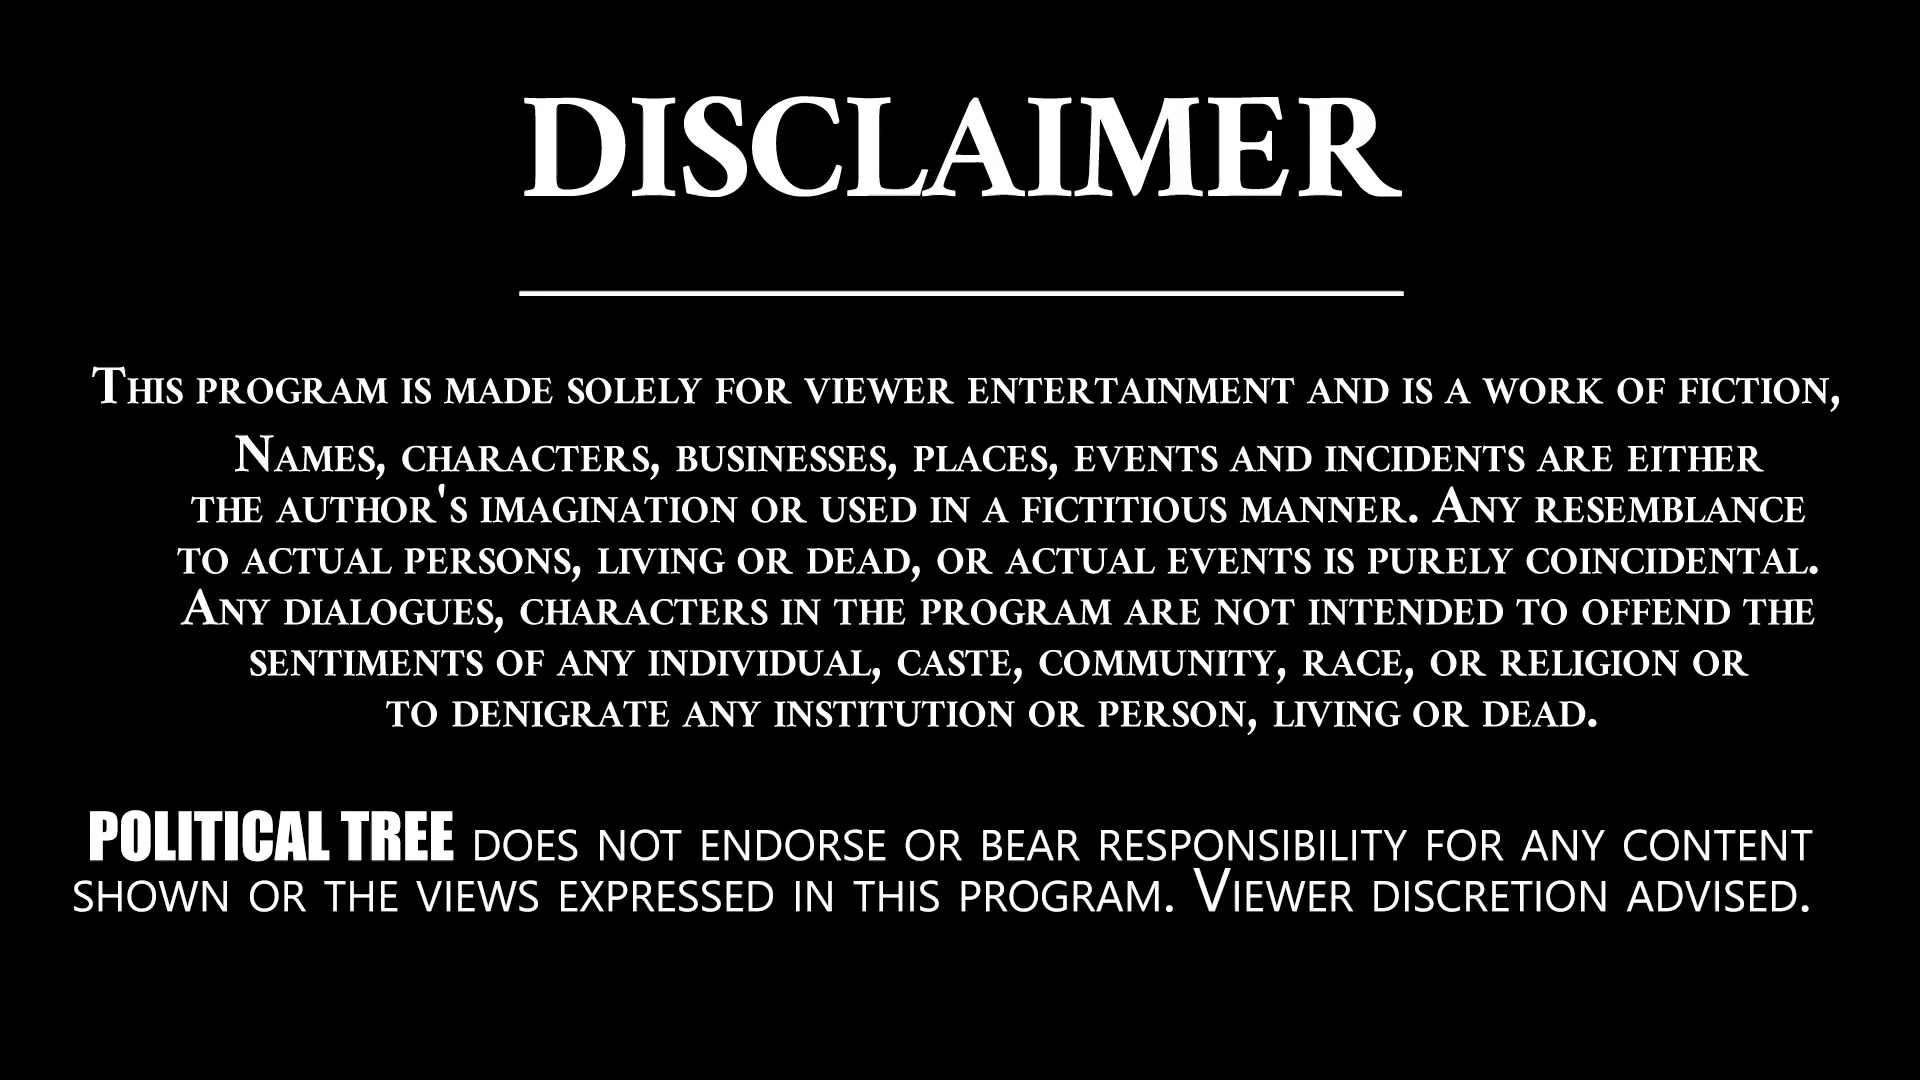 DISCLAIMER
This program is made solely for viewer entertainment and is a work of fiction,
Names, characters, businesses, places, events and incidents are either
the author's imagination or used in a fictitious manner. Any resemblance
to actual persons, living or dead, or actual events is purely coincidental.
Any dialogues, characters in the program are not intended to offend the
sentiments of any individual, caste, community, race, or religion or
to denigrate any institution or person, living or dead.
POLITICAL TREE does not endorse or bear responsibility for any content
shown or the views expressed in this program. Viewer discretion advised.